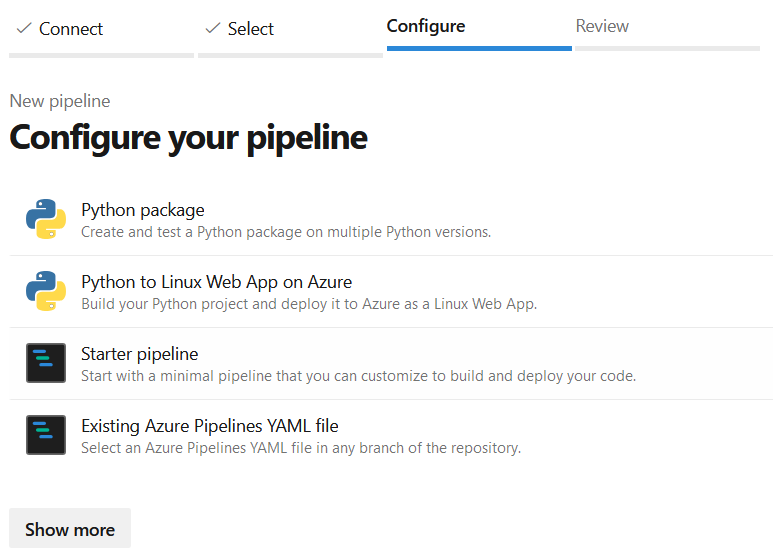 Connect
Select
Configure
Review
New pipeline
Configure your pipeline
Python package
Create and test a Python package on multiple Python versions.
Python to Linux Web App on Azure
Build your Python project and deploy it to Azure as a Linux Web App.
Starter pipeline
Start with a minimal pipeline that you can customize to build and deploy your code.
Existing Azure Pipelines YAML file
Select an Azure Pipelines YAML file in any branch of the repository.
Show more